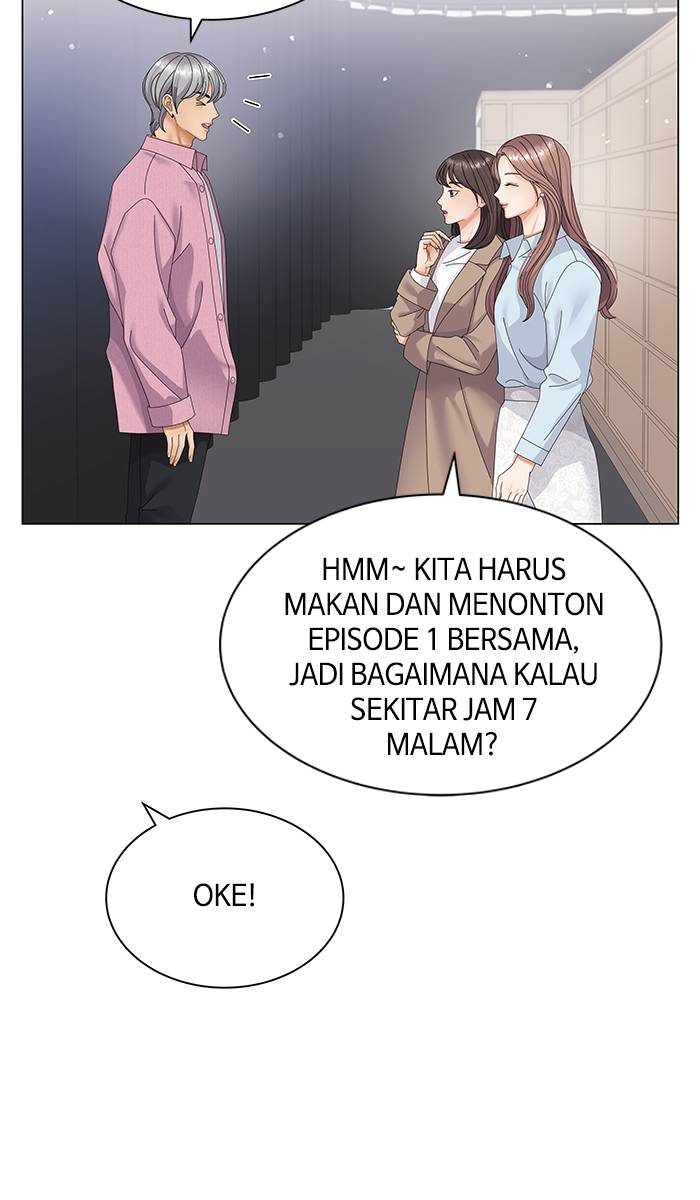 HMM~ KITA HARUS
MAKAN DAN MENONTON
EPISODE 1 BERSAMA,
JADI BAGAIMANA KALAU
SEKITAR JAM 7
MALAM?
OKE!